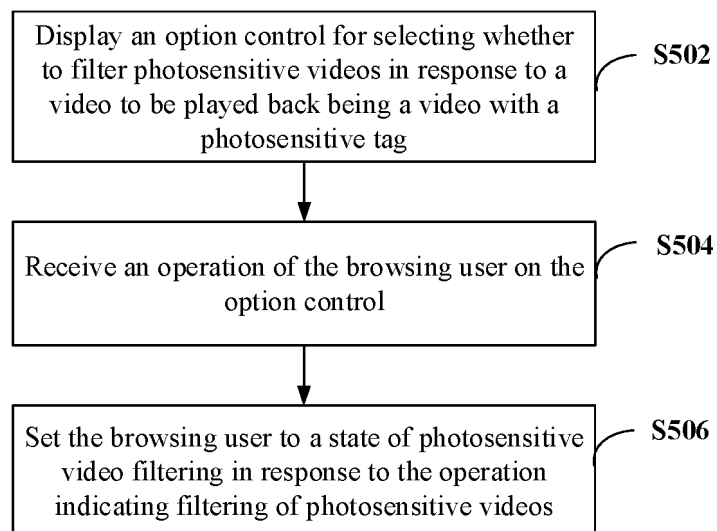 Display an option control for selecting whether
to filter photosensitive videos in response to a
video to be played back being a video with a
photosensitive tag
S502
Receive an operation of the browsing user on the
option control
S504
Set the browsing user to a state of photosensitive
video filtering in response to the operation
indicating filtering of photosensitive videos
S506